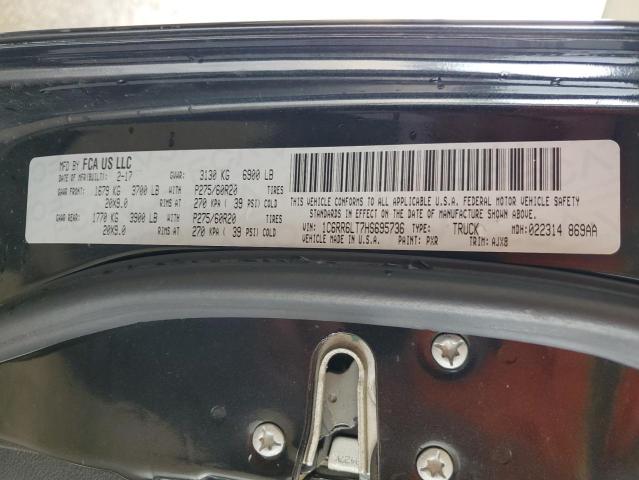 MFD BY FCA US LLC
DATE OF MFR(BUILT): 2-17 GVWR: 3130 KG 6900 LB
GAWR FRONT: 1679 KG 3700 LB WITH P275/60R20 TIRES
20X9.0 RIMS AT 270 KPA ( 39 PSI) COLD
GAWR REAR: 1770 KG 3900 LB WITH P275/60R20 TIRES
20X9.0 RIMS AT 270 KPA ( 39 PSI) COLD
THIS VEHICLE CONFORMS TO ALL APPLICABLE U.S.A. FEDERAL MOTOR VEHICLE SAFETY
STANDARDS IN EFFECT ON THE DATE OF MANUFACTURE SHOWN ABOVE.
VIN: 1C6RR6LT7HS695736 TYPE: TRUCK MDH: 022314 869AA
VEHICLE MADE IN U.S.A. PAINT: PXR TRIM: AJX8